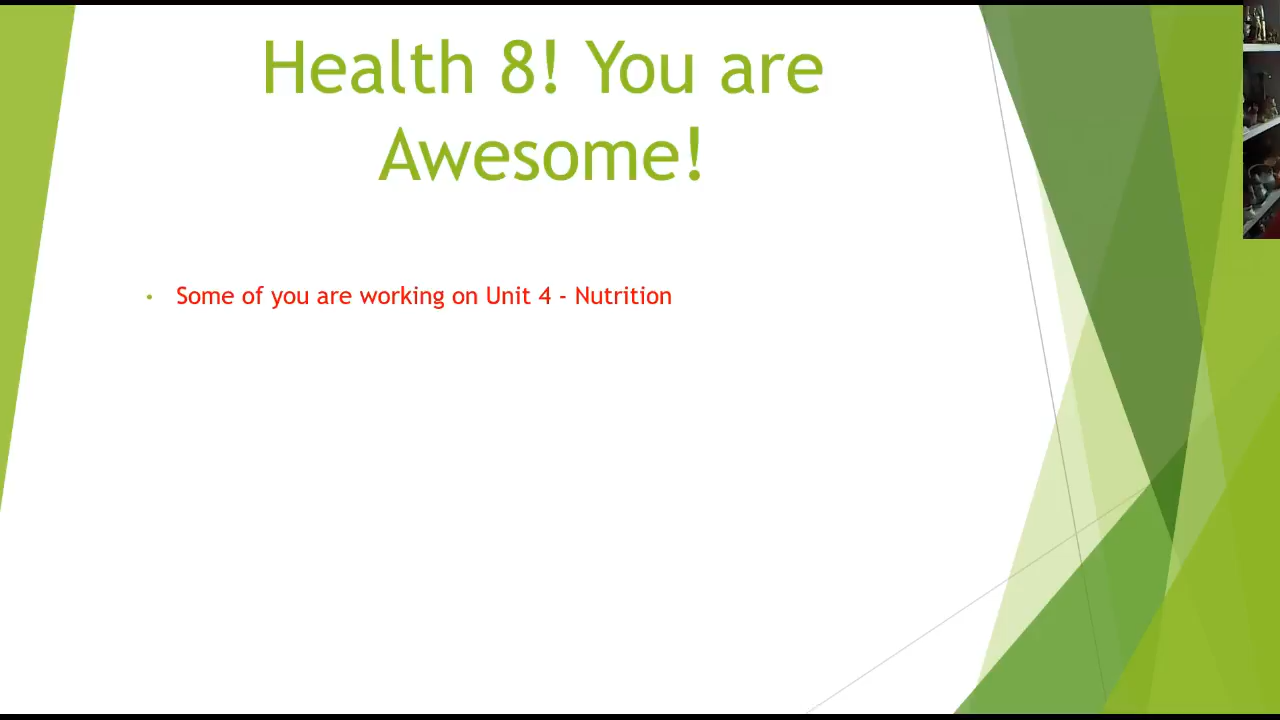 Health 8! You are
Awesome!
• Some of you are working on Unit 4 - Nutrition